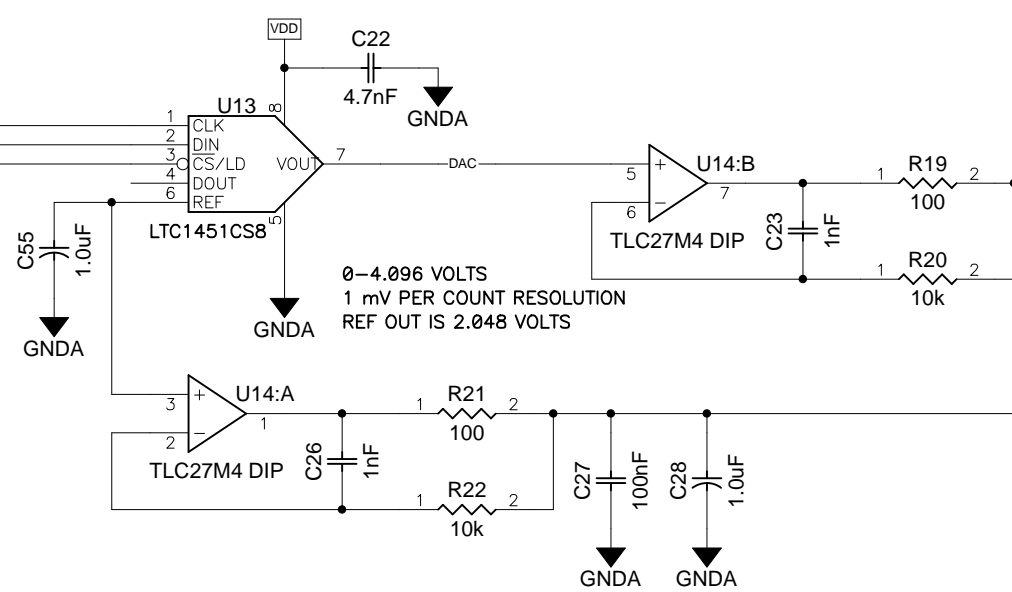 VDD
C22
4.7nF
GNDA
U13
8
1
CLK
2
DIN
3
CS/LD
VOUT
7
4
DOUT
6
REF
5
LTC1451CS8
DAC
C55
1.0uF
GNDA
GNDA
0-4.096 VOLTS
1 mV PER COUNT RESOLUTION
REF OUT IS 2.048 VOLTS
5
+
U14:B
7
6
−
TLC27M4 DIP
C23
1nF
1
R19
2
100
1
R20
2
10k
3
+
U14:A
1
2
−
TLC27M4 DIP
C26
1nF
1
R21
2
100
1
R22
2
10k
C27
100nF
C28
1.0uF
GNDA
GNDA